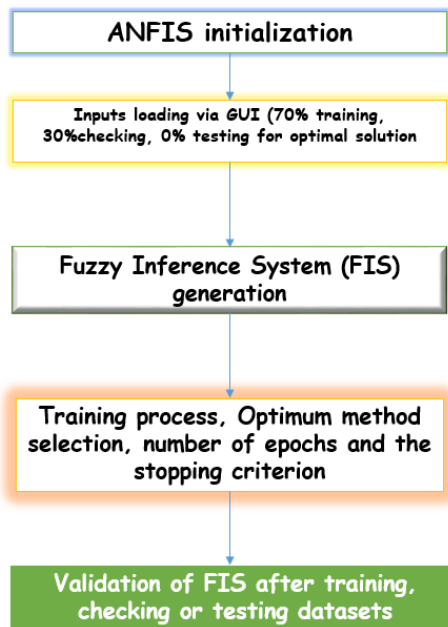 ANFIS initialization
Inputs loading via GUI (70% training,
30%checking, 0% testing for optimal solution
Fuzzy Inference System (FIS)
generation
Training process, Optimum method
selection, number of epochs and the
stopping criterion
Validation of FIS after training,
checking or testing datasets